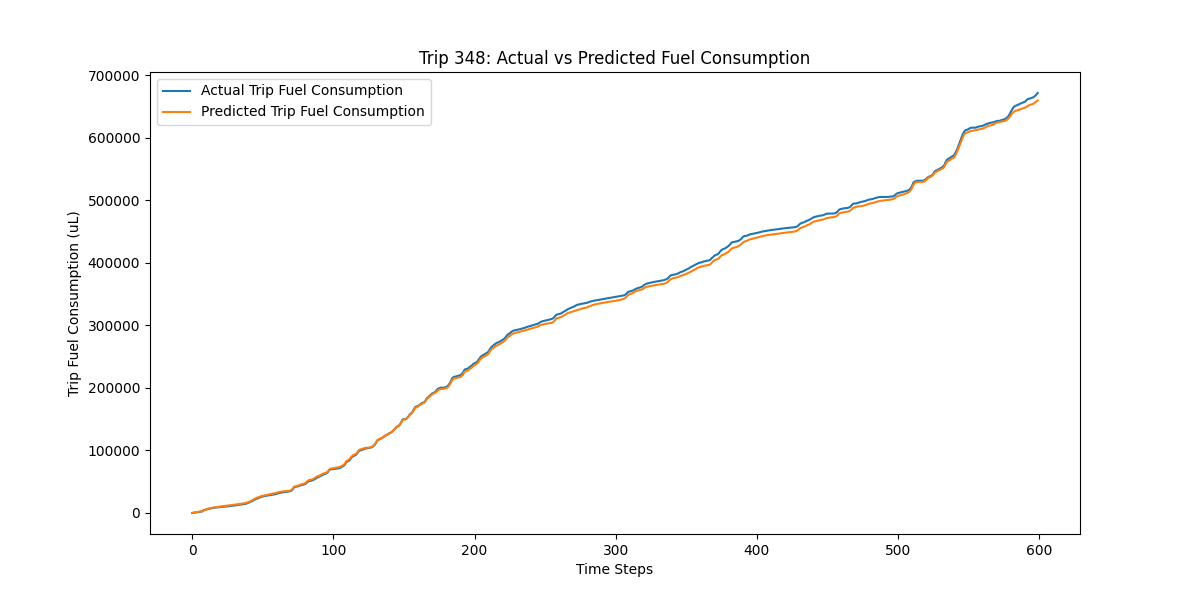 Trip 348: Actual vs Predicted Fuel Consumption
Actual Trip Fuel Consumption
Predicted Trip Fuel Consumption
Trip Fuel Consumption (uL)
700000
600000
500000
400000
300000
200000
100000
0
0 100 200 300 400 500 600
Time Steps